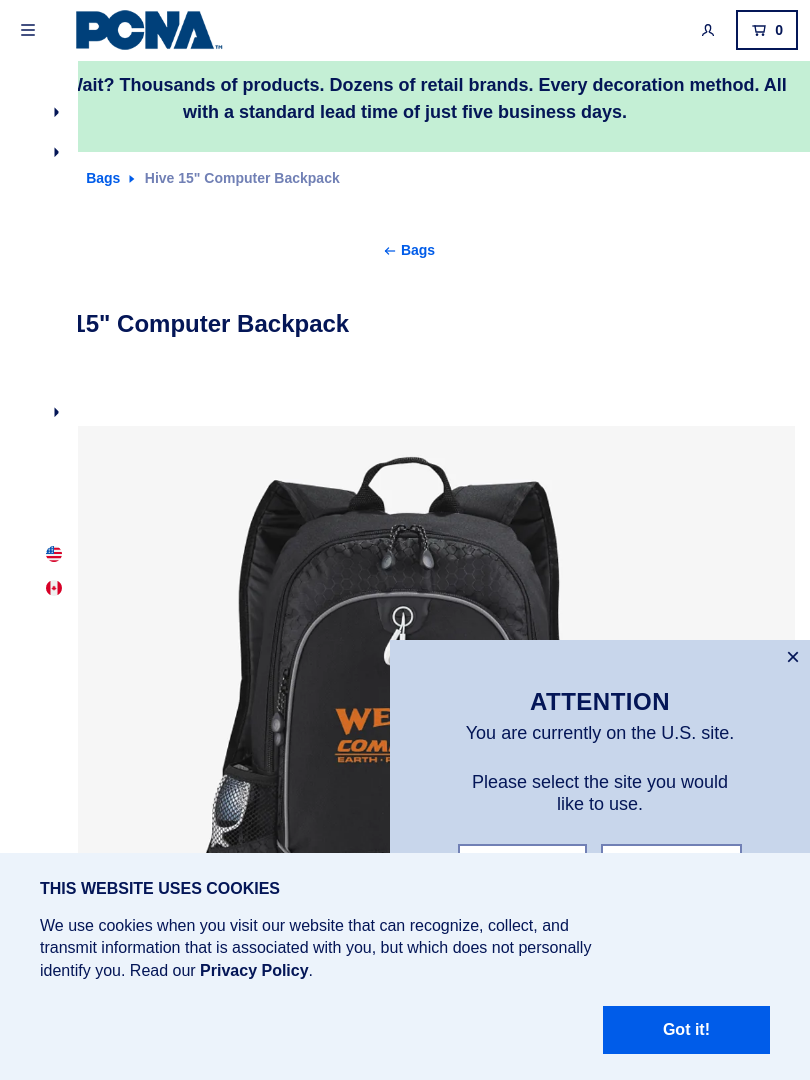 PCNA™
0
Wait? Thousands of products. Dozens of retail brands. Every decoration method. All
with a standard lead time of just five business days.
Bags
Hive 15" Computer Backpack
Bags
15" Computer Backpack
ATTENTION
You are currently on the U.S. site.
Please select the site you would
like to use.
THIS WEBSITE USES COOKIES
We use cookies when you visit our website that can recognize, collect, and
transmit information that is associated with you, but which does not personally
identify you. Read our Privacy Policy.
Got it!